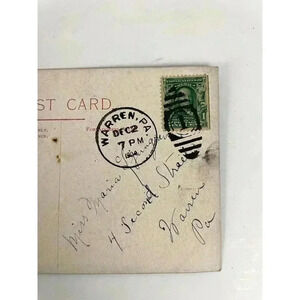 ST CARD
WARREN, PA.
DEC 2
7 PM
Miss Maria
4 Second Street
Warren
Pa